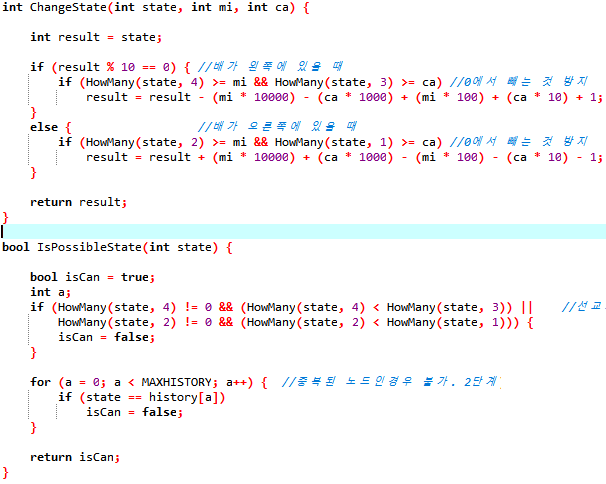 int ChangeState(int state, int mi, int ca) {
int result = state;
if (result % 10 == 0) { //배가 왼쪽에 있을 때
if (HowMany(state, 4) >= mi && HowMany(state, 3) >= ca) //0에서 빼는 것 방지
result = result - (mi * 10000) - (ca * 1000) + (mi * 100) + (ca * 10) + 1;
}
else { //배가 오른쪽에 있을 때
if (HowMany(state, 2) >= mi && HowMany(state, 1) >= ca) //0에서 빼는 것 방지
result = result + (mi * 10000) + (ca * 1000) - (mi * 100) - (ca * 10) - 1;
}
return result;
}
bool IsPossibleState(int state) {
bool isCan = true;
int a;
if (HowMany(state, 4) != 0 && (HowMany(state, 4) < HowMany(state, 3)) || //선교
HowMany(state, 2) != 0 && (HowMany(state, 2) < HowMany(state, 1))) {
isCan = false;
}
for (a = 0; a < MAXHISTORY; a++) { //중복된 노드인경우 불가. 2단계
if (state == history[a])
isCan = false;
}
return isCan;
}